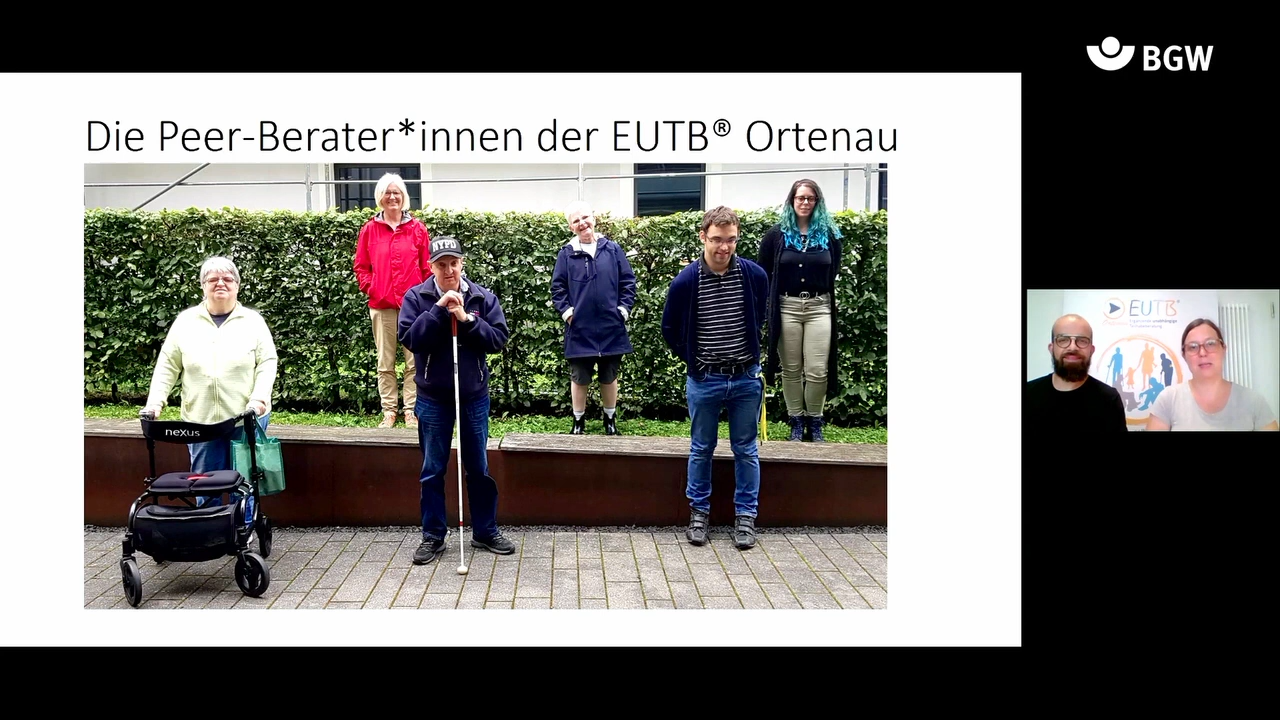 BGW
Die Peer-Berater*innen der EUTB® Ortenau
NYPD
nexus
EUTB®